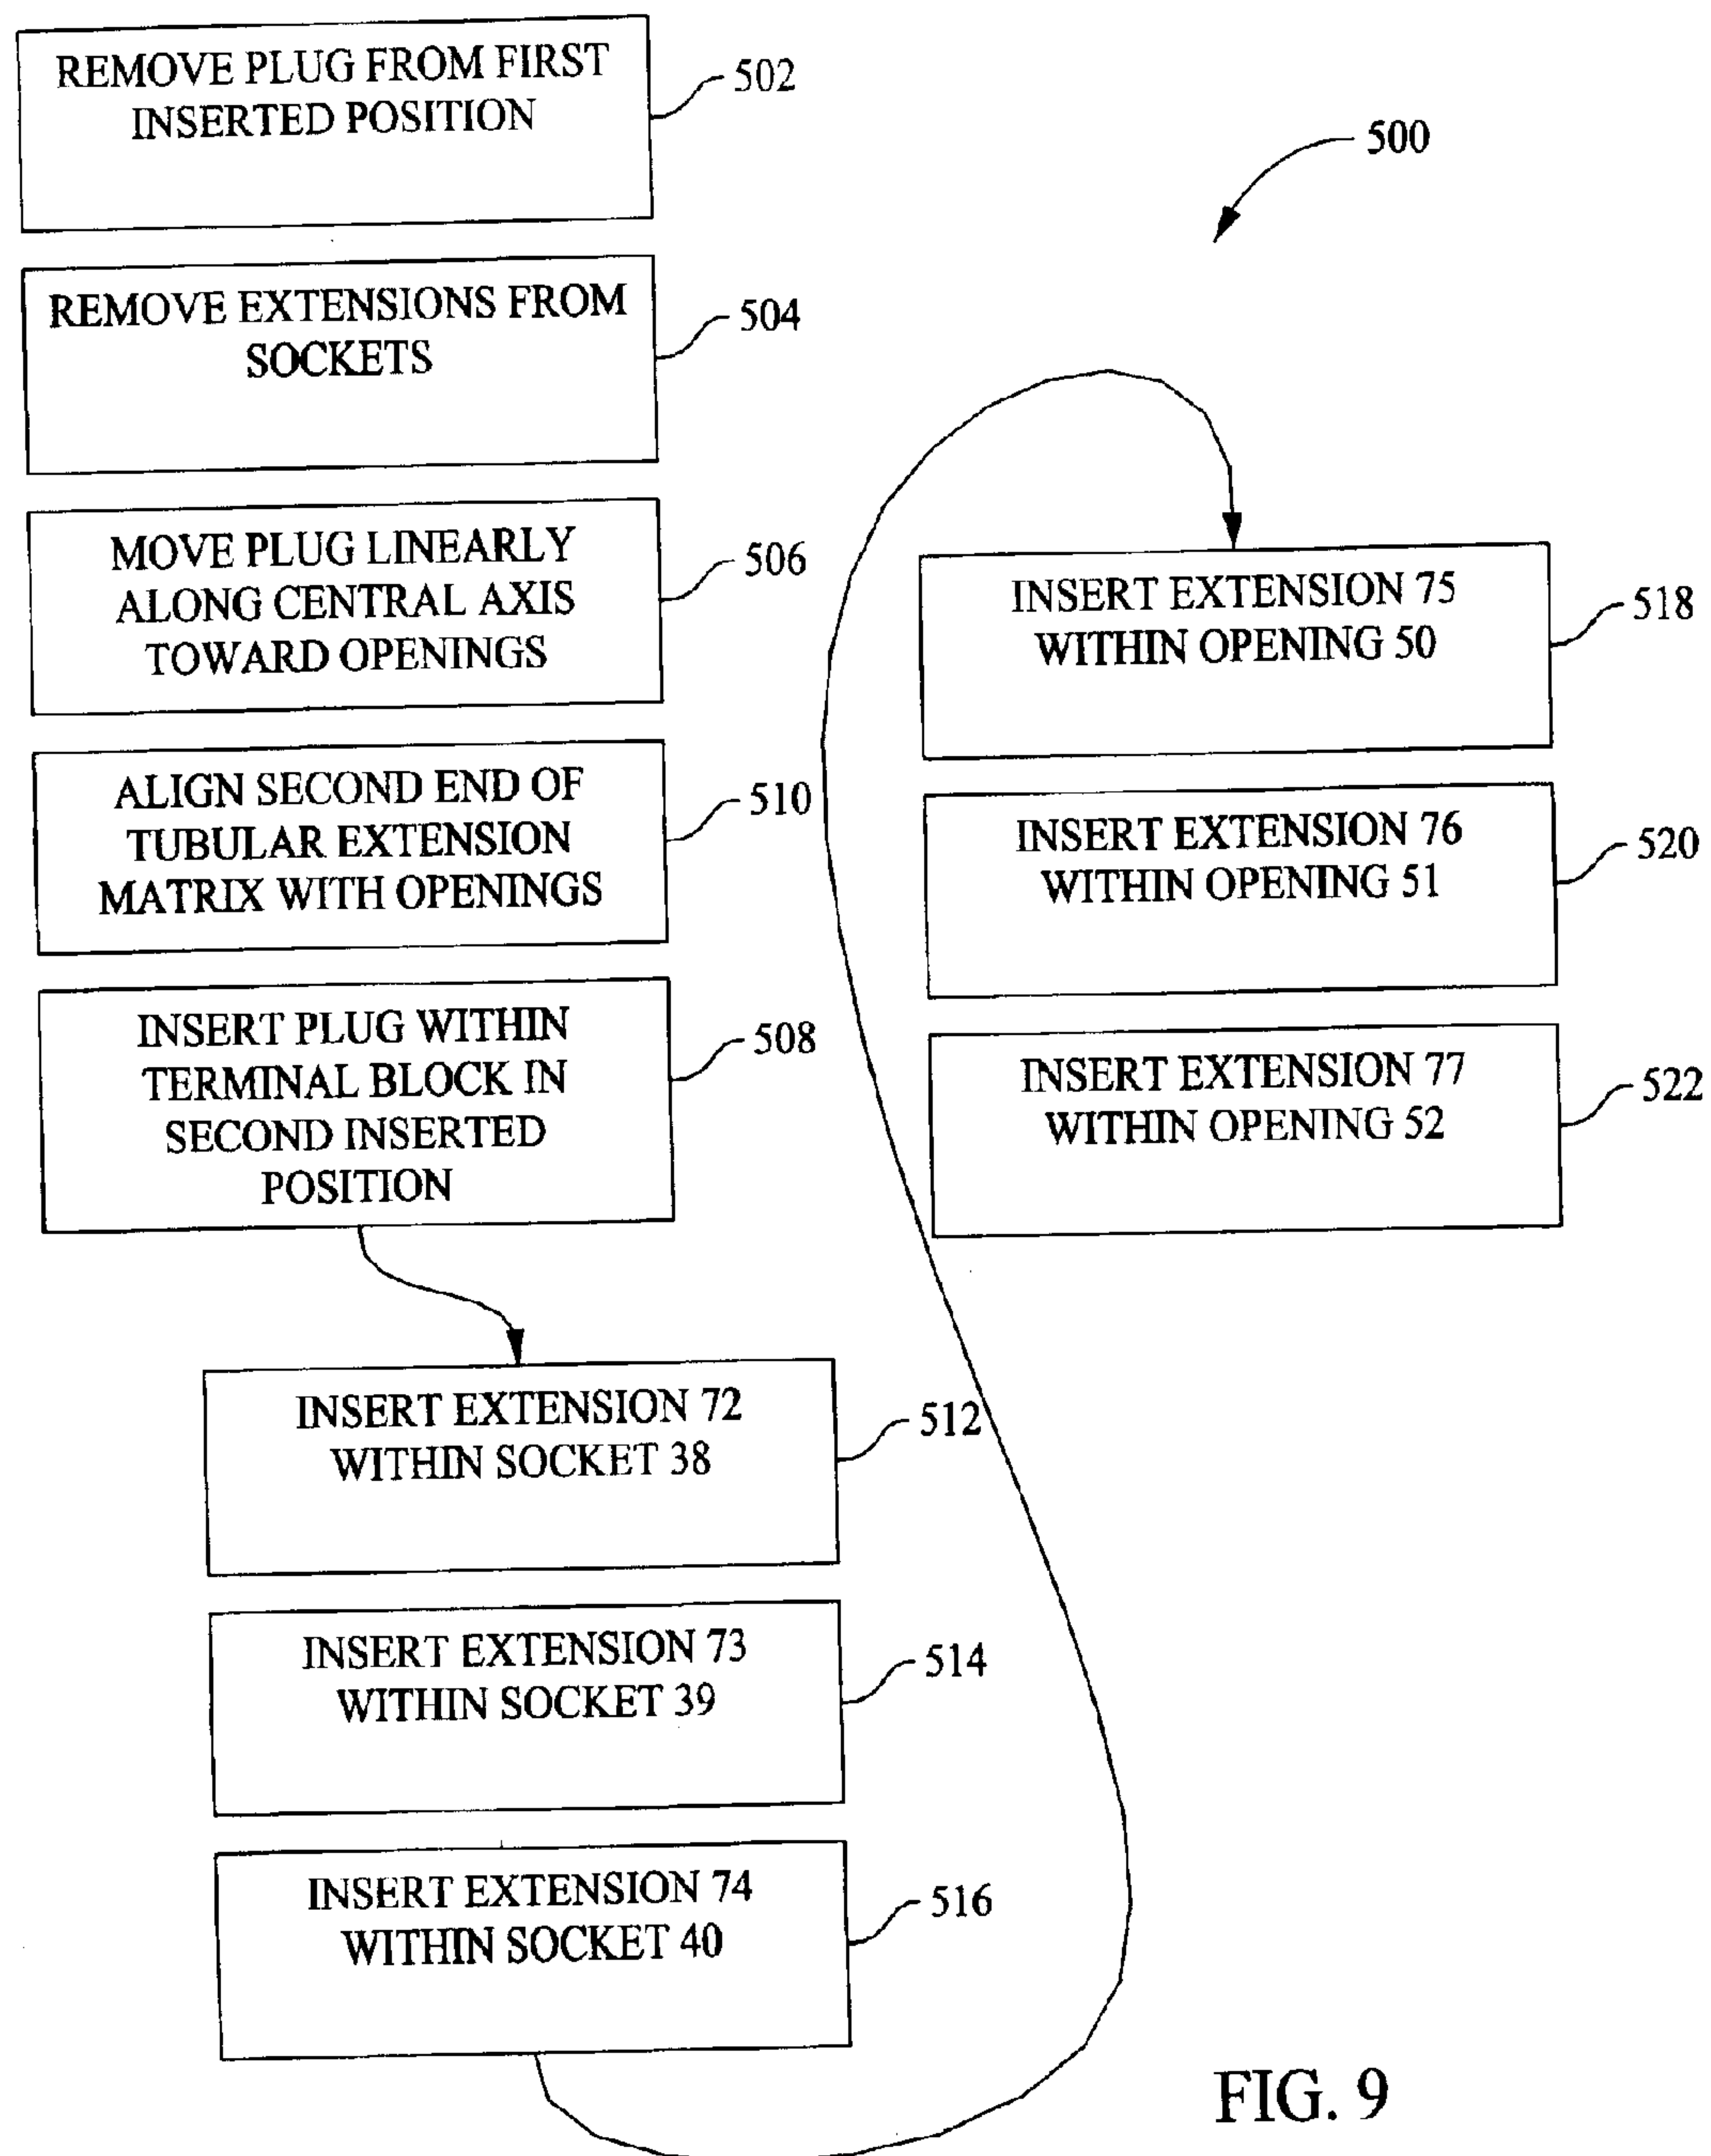 REMOVE PLUG FROM FIRST
INSERTED POSITION
502
500
REMOVE EXTENSIONS FROM
SOCKETS
504
MOVE PLUG LINEARLY
ALONG CENTRAL AXIS
TOWARD OPENINGS
506
ALIGN SECOND END OF
TUBULAR EXTENSION
MATRIX WITH OPENINGS
510
INSERT PLUG WITHIN
TERMINAL BLOCK IN
SECOND INSERTED
POSITION
508
INSERT EXTENSION 72
WITHIN SOCKET 38
512
INSERT EXTENSION 73
WITHIN SOCKET 39
514
INSERT EXTENSION 74
WITHIN SOCKET 40
516
INSERT EXTENSION 75
WITHIN OPENING 50
518
INSERT EXTENSION 76
WITHIN OPENING 51
520
INSERT EXTENSION 77
WITHIN OPENING 52
522
FIG. 9